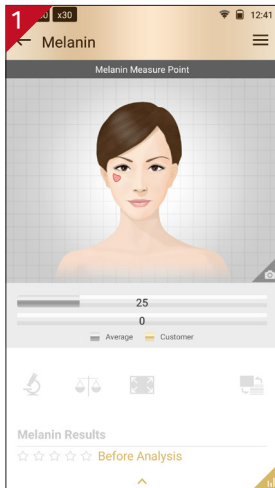 1
x30
12:41
Melanin
Melanin Measure Point
25
0
Average Customer
Melanin Results
Before Analysis